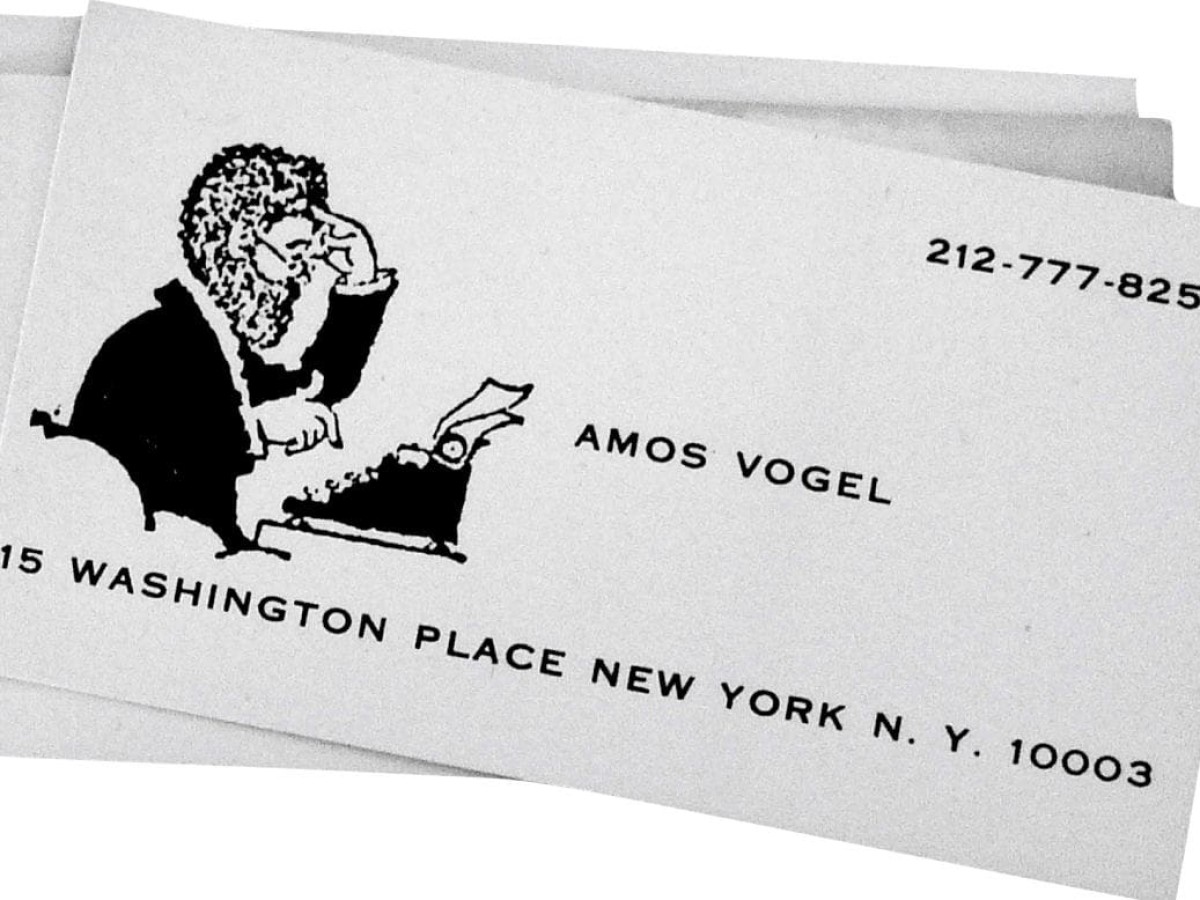 212-777-825
AMOS VOGEL
15 WASHINGTON PLACE NEW YORK N. Y. 10003